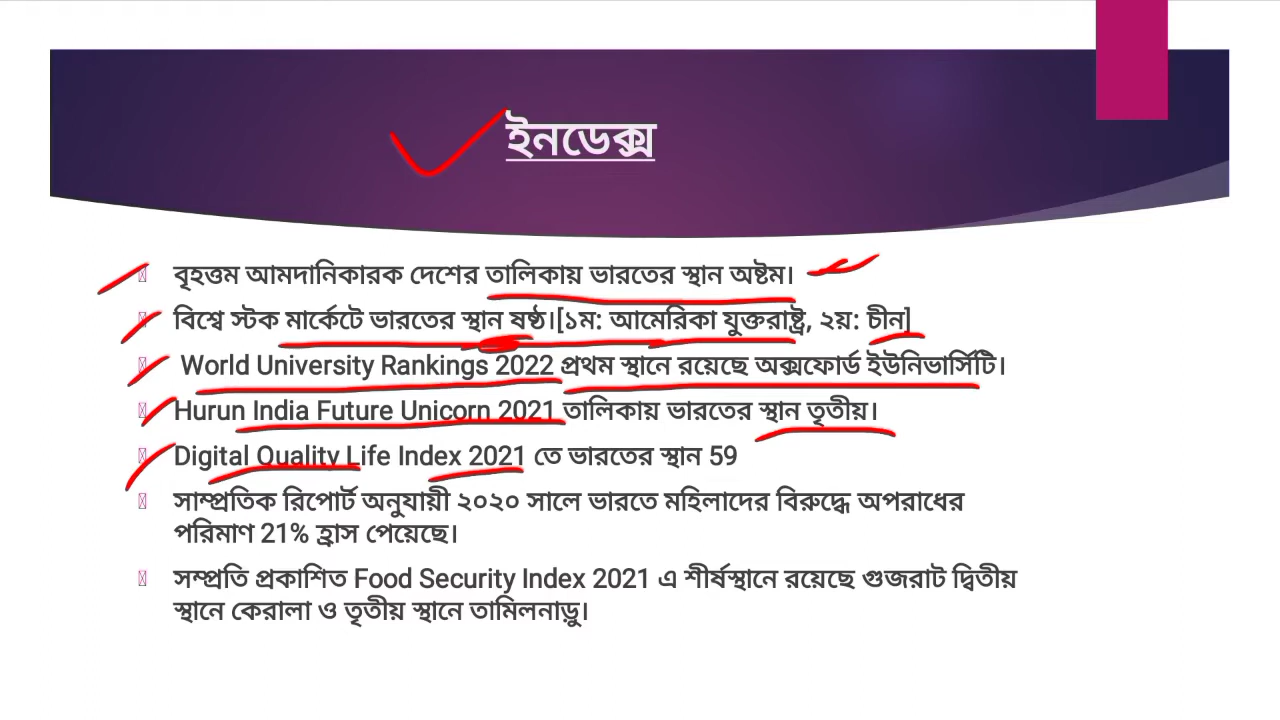 ইনডেক্স
বৃহত্তম আমদানিকারক দেশের তালিকায় ভারতের স্থান অষ্টম।
বিশ্বে স্টক মার্কেটে ভারতের স্থান ষষ্ঠ।[১ম: আমেরিকা যুক্তরাষ্ট্র, ২য়: চীন]
World University Rankings 2022 প্রথম স্থানে রয়েছে অক্সফোর্ড ইউনিভার্সিটি।
Hurun India Future Unicorn 2021 তালিকায় ভারতের স্থান তৃতীয়।
Digital Quality Life Index 2021 তে ভারতের স্থান 59
সাম্প্রতিক রিপোর্ট অনুযায়ী ২০২০ সালে ভারতে মহিলাদের বিরুদ্ধে অপরাধের
পরিমাণ 21% হ্রাস পেয়েছে।
সম্প্রতি প্রকাশিত Food Security Index 2021 এ শীর্ষস্থানে রয়েছে গুজরাট দ্বিতীয়
স্থানে কেরালা ও তৃতীয় স্থানে তামিলনাড়ু।